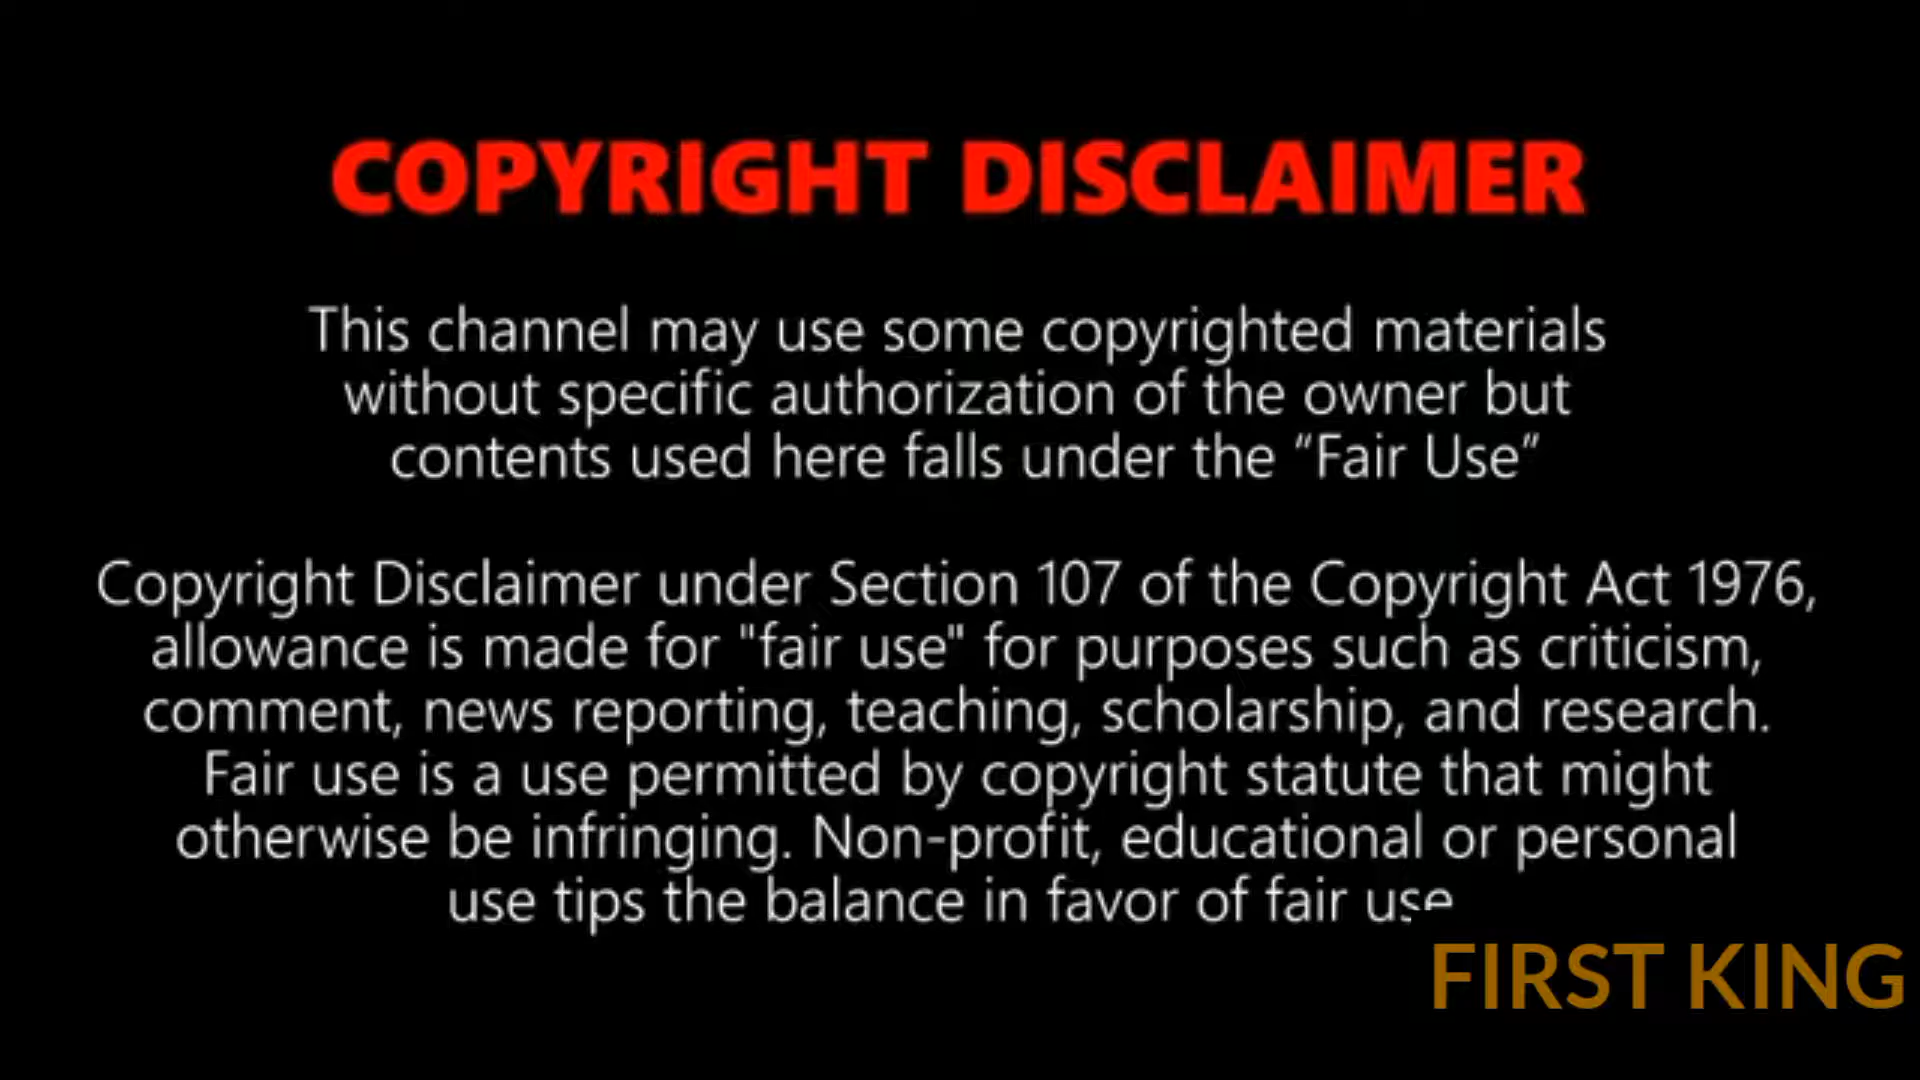 COPYRIGHT DISCLAIMER
This channel may use some copyrighted materials
without specific authorization of the owner but
contents used here falls under the “Fair Use”
Copyright Disclaimer under Section 107 of the Copyright Act 1976,
allowance is made for "fair use" for purposes such as criticism,
comment, news reporting, teaching, scholarship, and research.
Fair use is a use permitted by copyright statute that might
otherwise be infringing. Non-profit, educational or personal
use tips the balance in favor of fair use
FIRST KING